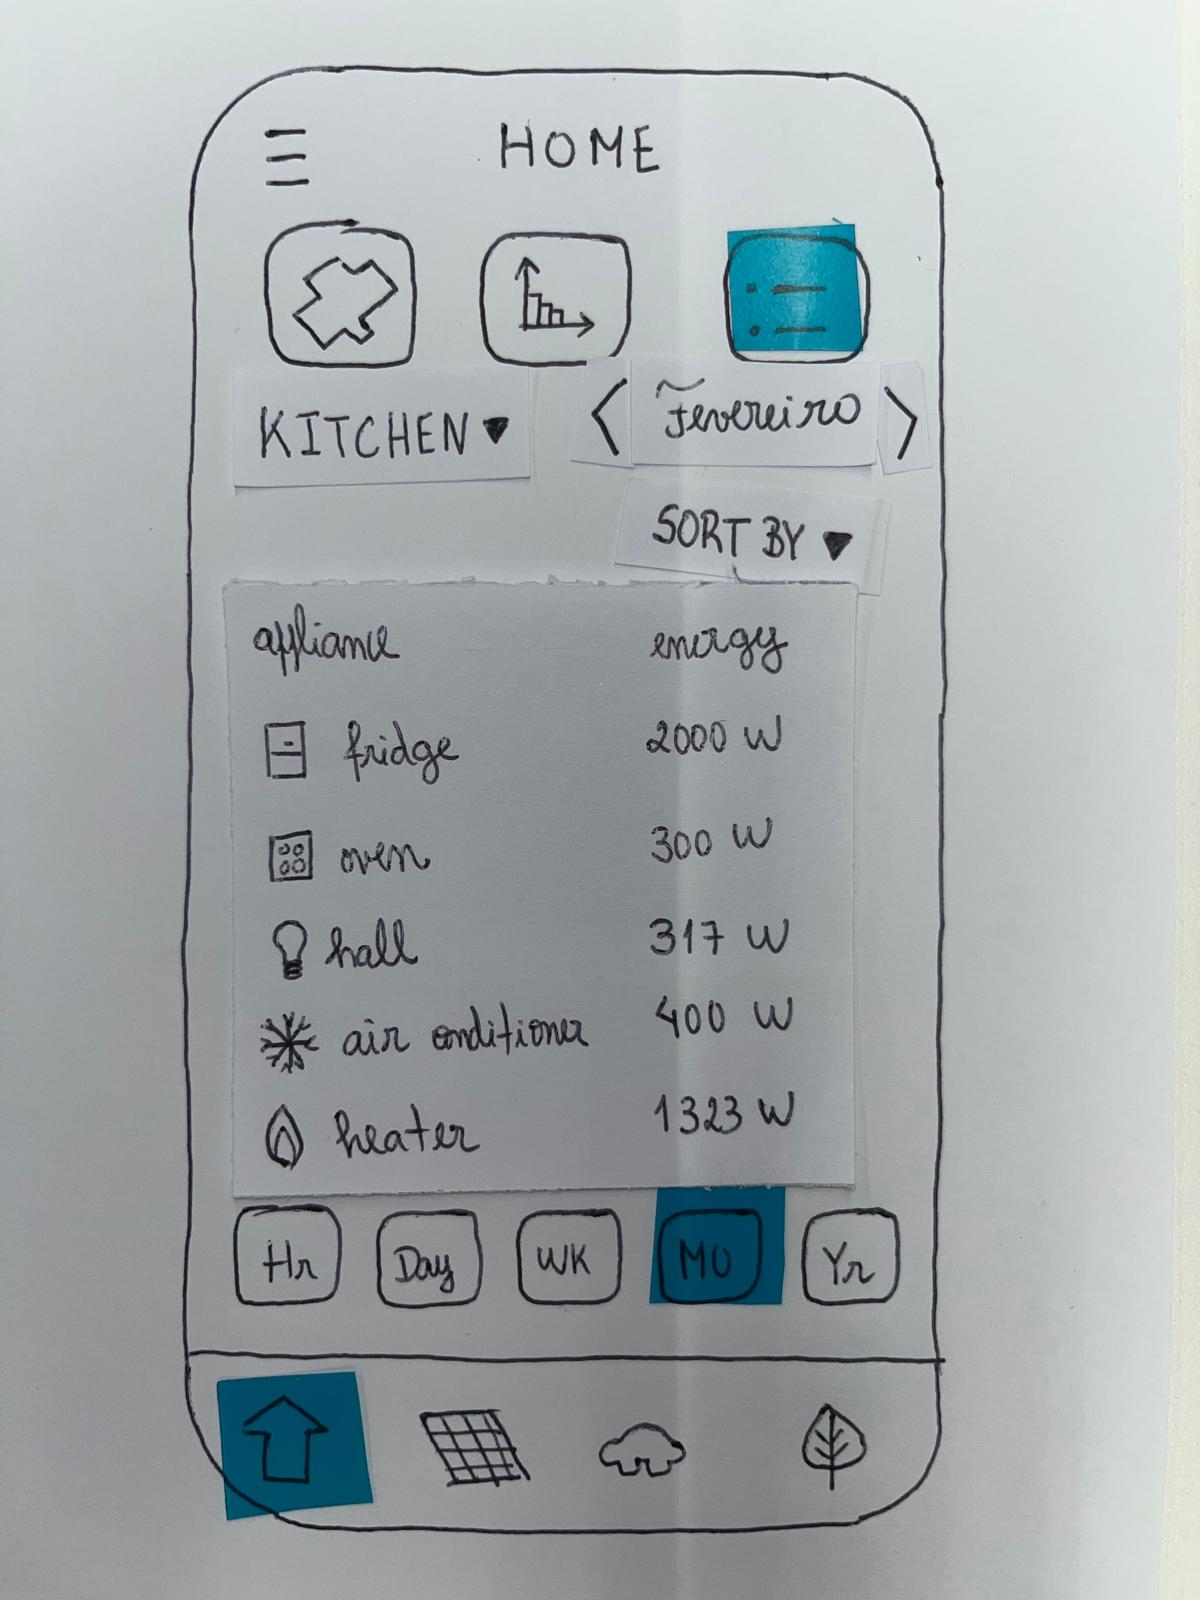 HOME
KITCHEN ▾
< Fevereiro >
SORT BY ▾
appliance energy
fridge 2000 W
oven 300 W
hall 317 W
air conditioner 400 W
heater 1323 W
Hr Day WK MO Yr